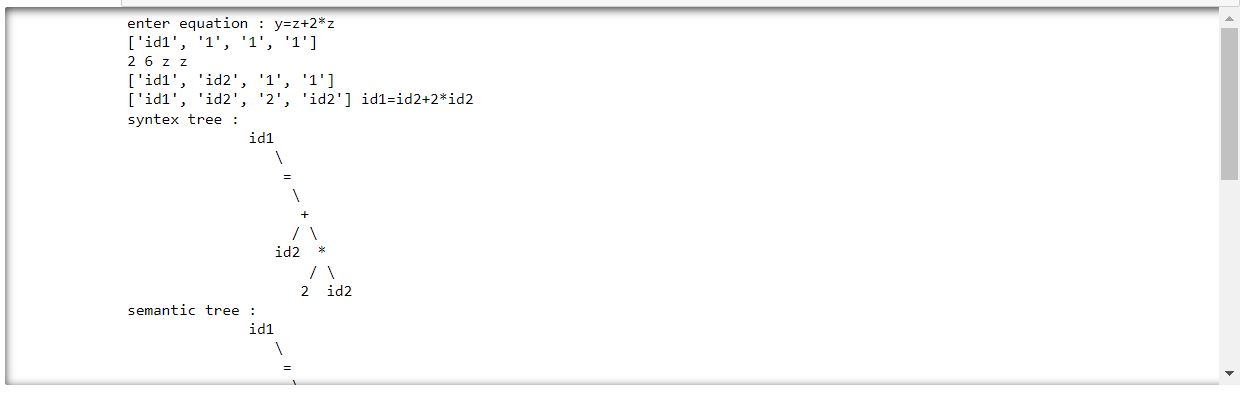 enter equation : y=z+2*z
['id1', '1', '1', '1']
2 6 z z
['id1', 'id2', '1', '1']
['id1', 'id2', '2', 'id2'] id1=id2+2*id2
syntex tree :
id1
\
=
\
+
/ \
id2 *
/ \
2 id2
semantic tree :
id1
\
=
\